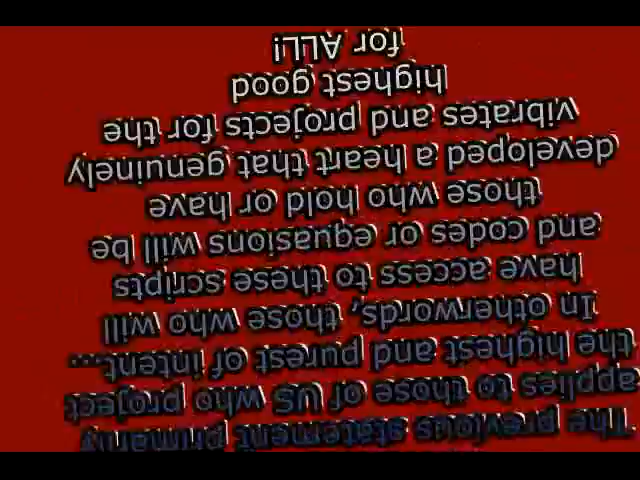 The previous statement primarily
applies to those of US who project
the highest and purest of intent....
In otherwords, those who will
have access to these scripts
and codes or equasions will be
those who hold or have
developed a heart that genuinely
vibrates and projects for the
highest good
for ALL!